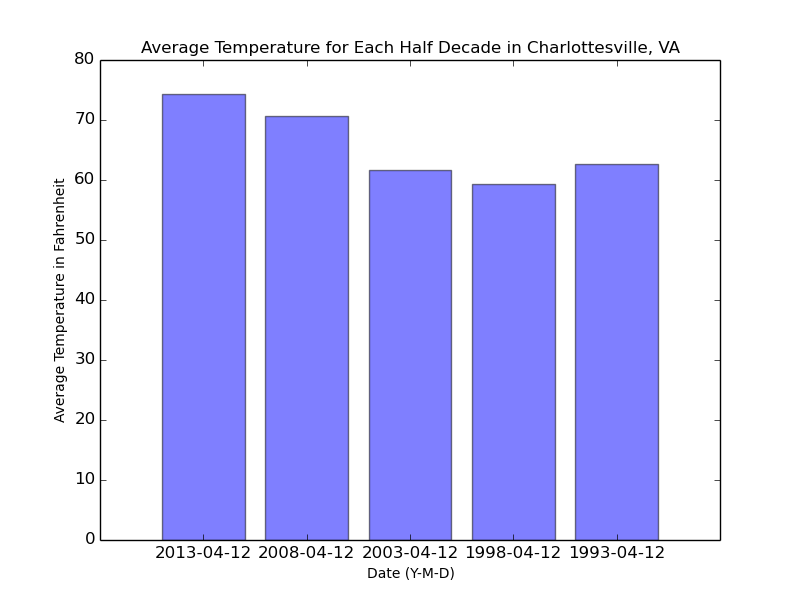 Average Temperature for Each Half Decade in Charlottesville, VA
80
70
60
50
40
30
20
10
0
Average Temperature in Fahrenheit
2013-04-12 2008-04-12 2003-04-12 1998-04-12 1993-04-12
Date (Y-M-D)